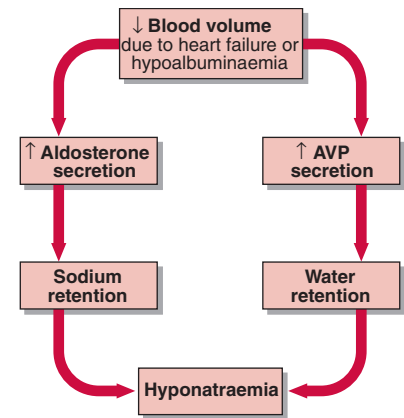 ↓ Blood volume
due to heart failure or
hypoalbuminaemia
↑ Aldosterone
secretion
↑ AVP
secretion
Sodium
retention
Water
retention
Hyponatraemia